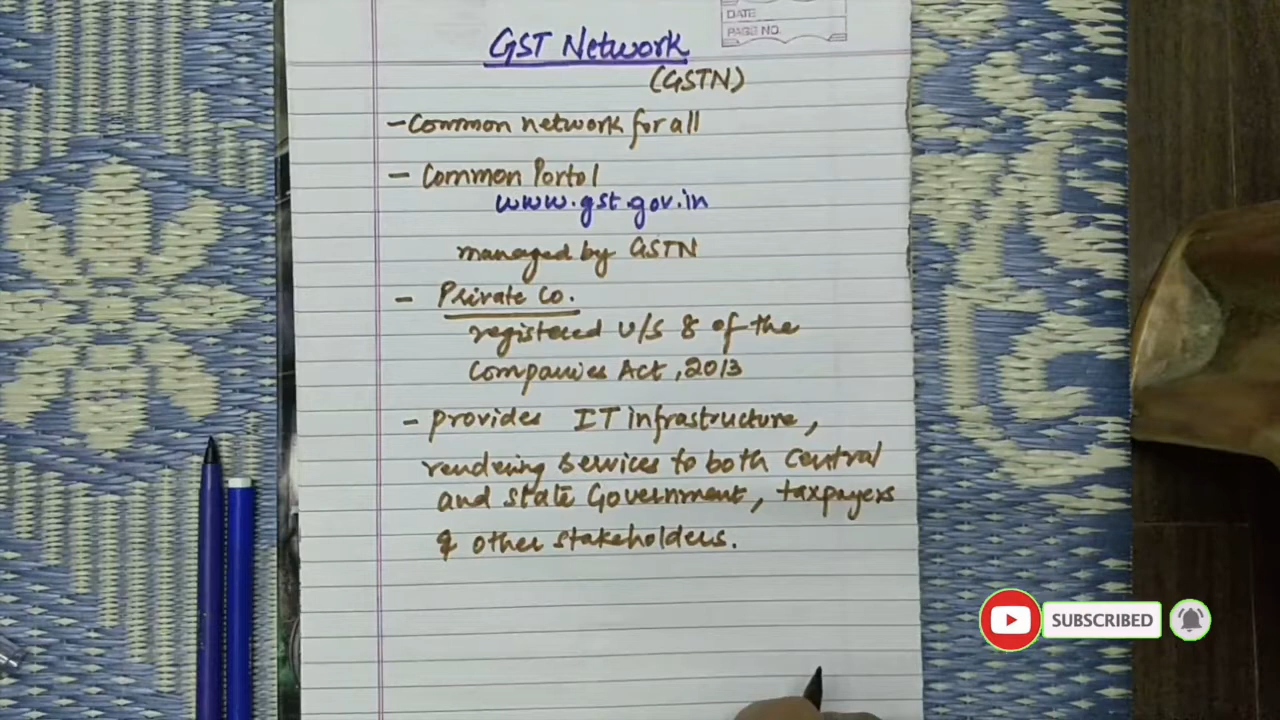 DATE
PAGE NO.
GST Network
(GSTN)
- Common network for all
- Common Portal
www.gst.gov.in
managed by GSTN
- Private Co.
registered u/s 8 of the
Companies Act, 2013
- provides IT infrastructure,
rendering services to both central
and state Government, taxpayers
& other stakeholders.
SUBSCRIBED